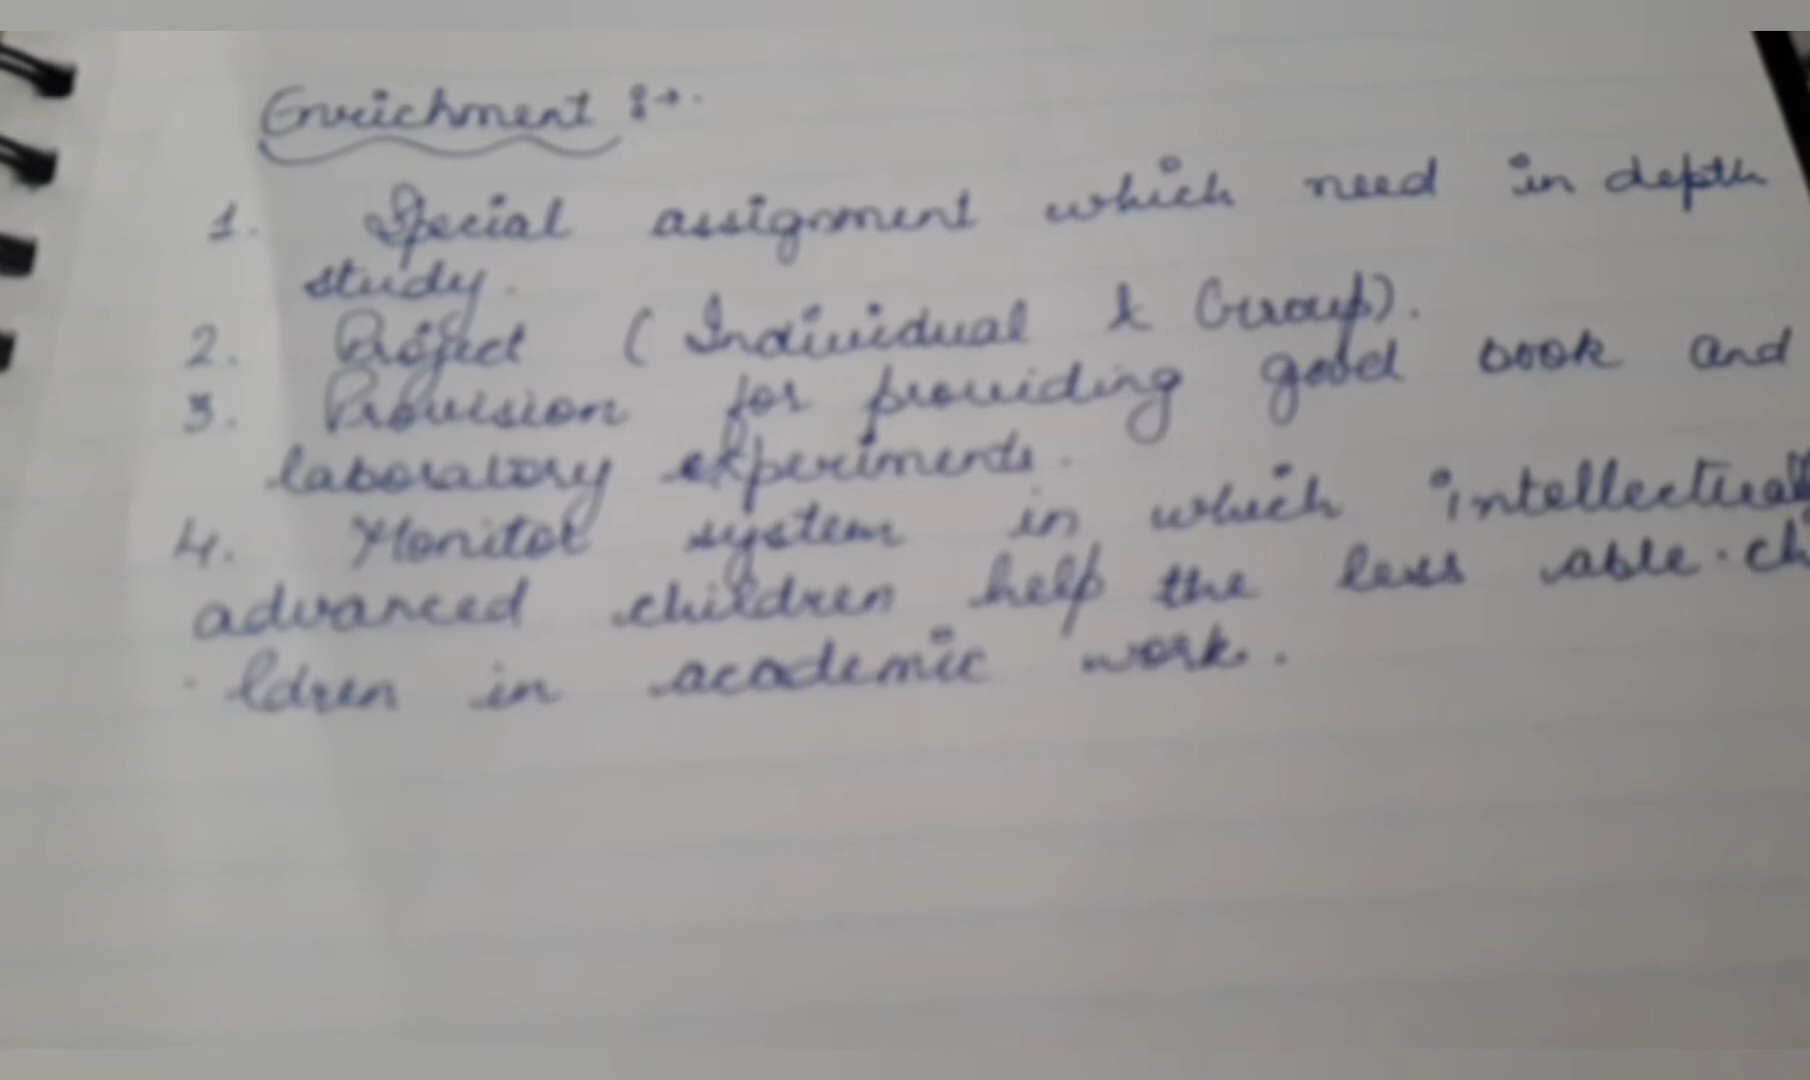 Enrichment :→.
1. Special assignment which need in depth
study.
2. Project ( Individual & Group).
3. Provision for providing good book and
laboratory experiments.
4. Monitor system in which intellectual
advanced children help the less able . chi
ldren in academic work.